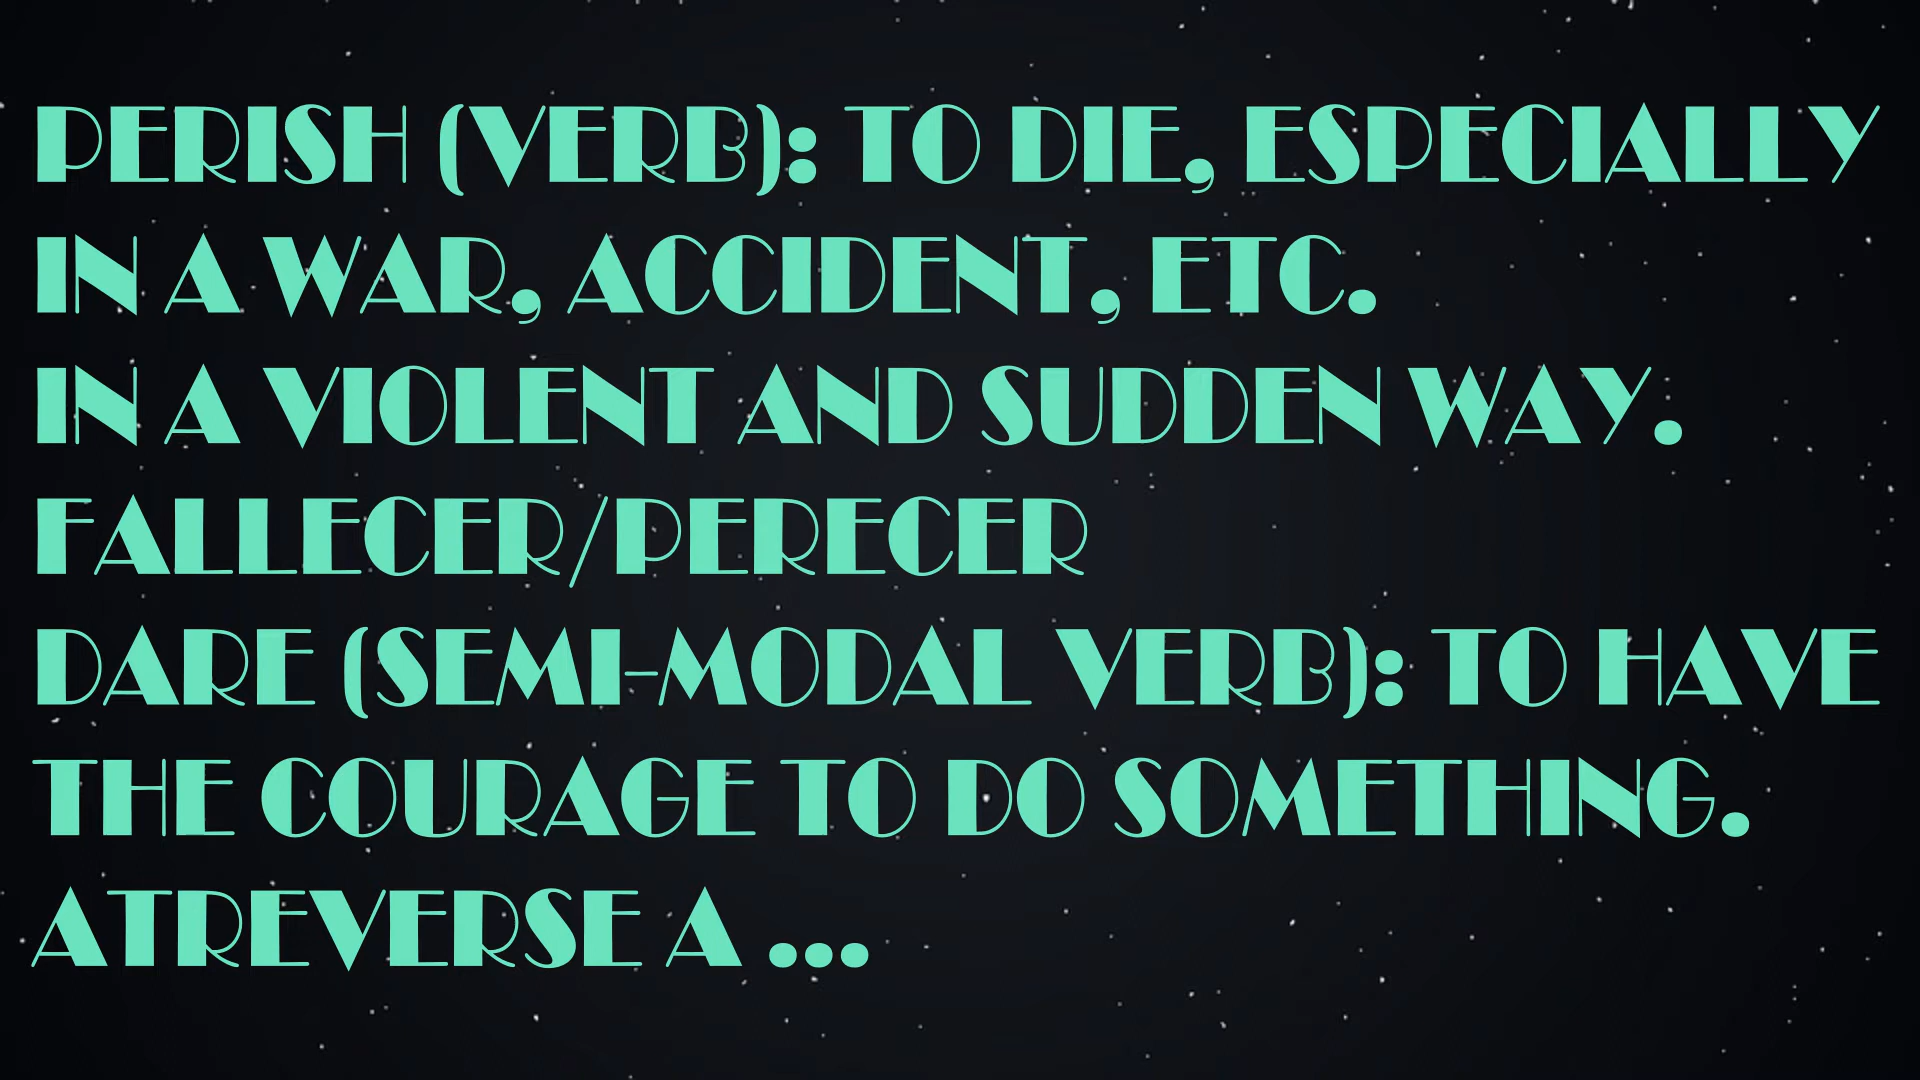 PERISH (VERB): TO DIE, ESPECIALLY
IN A WAR, ACCIDENT, ETC.
IN A VIOLENT AND SUDDEN WAY.
FALLECER/PERECER
DARE (SEMI-MODAL VERB): TO HAVE
THE COURAGE TO DO SOMETHING.
ATREVERSE A ...